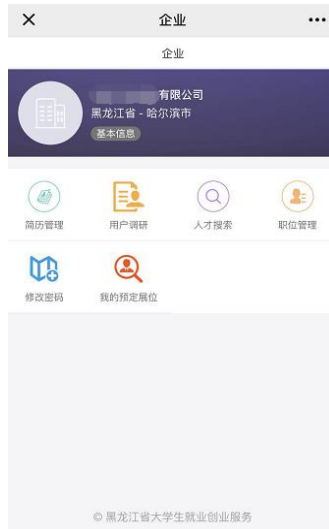 企业
企业
有限公司
黑龙江省 - 哈尔滨市
基本信息
简历管理 用户调研 人才搜索 职位管理
修改密码 我的预定展位
© 黑龙江省大学生就业创业服务